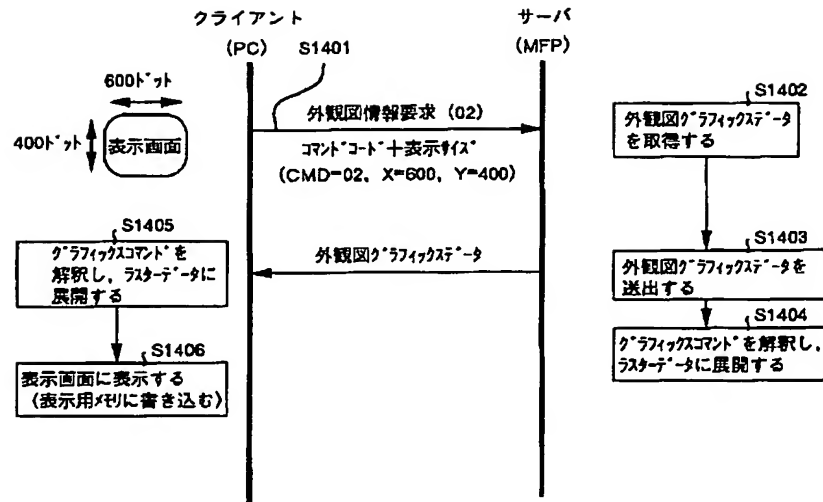 クライアント
(PC)
S1401
サーバ
(MFP)
600ﾄﾞｯﾄ
400ﾄﾞｯﾄ
表示画面
外観図情報要求 (02)
ｺﾏﾝﾄﾞｺｰﾄﾞ＋表示ｻｲｽﾞ
(CMD=02, X=600, Y=400)
S1402
外観図ｸﾞﾗﾌｨｯｸｽﾃﾞｰﾀ
を取得する
S1405
ｸﾞﾗﾌｨｯｸｽｺﾏﾝﾄﾞを
解釈し，ﾗｽﾀｰﾃﾞｰﾀに
展開する
外観図ｸﾞﾗﾌｨｯｸｽﾃﾞｰﾀ
S1403
外観図ｸﾞﾗﾌｨｯｸｽﾃﾞｰﾀを
送出する
S1404
ｸﾞﾗﾌｨｯｸｽｺﾏﾝﾄﾞを解釈し，
ﾗｽﾀｰﾃﾞｰﾀに展開する
S1406
表示画面に表示する
(表示用ﾒﾓﾘに書き込む)